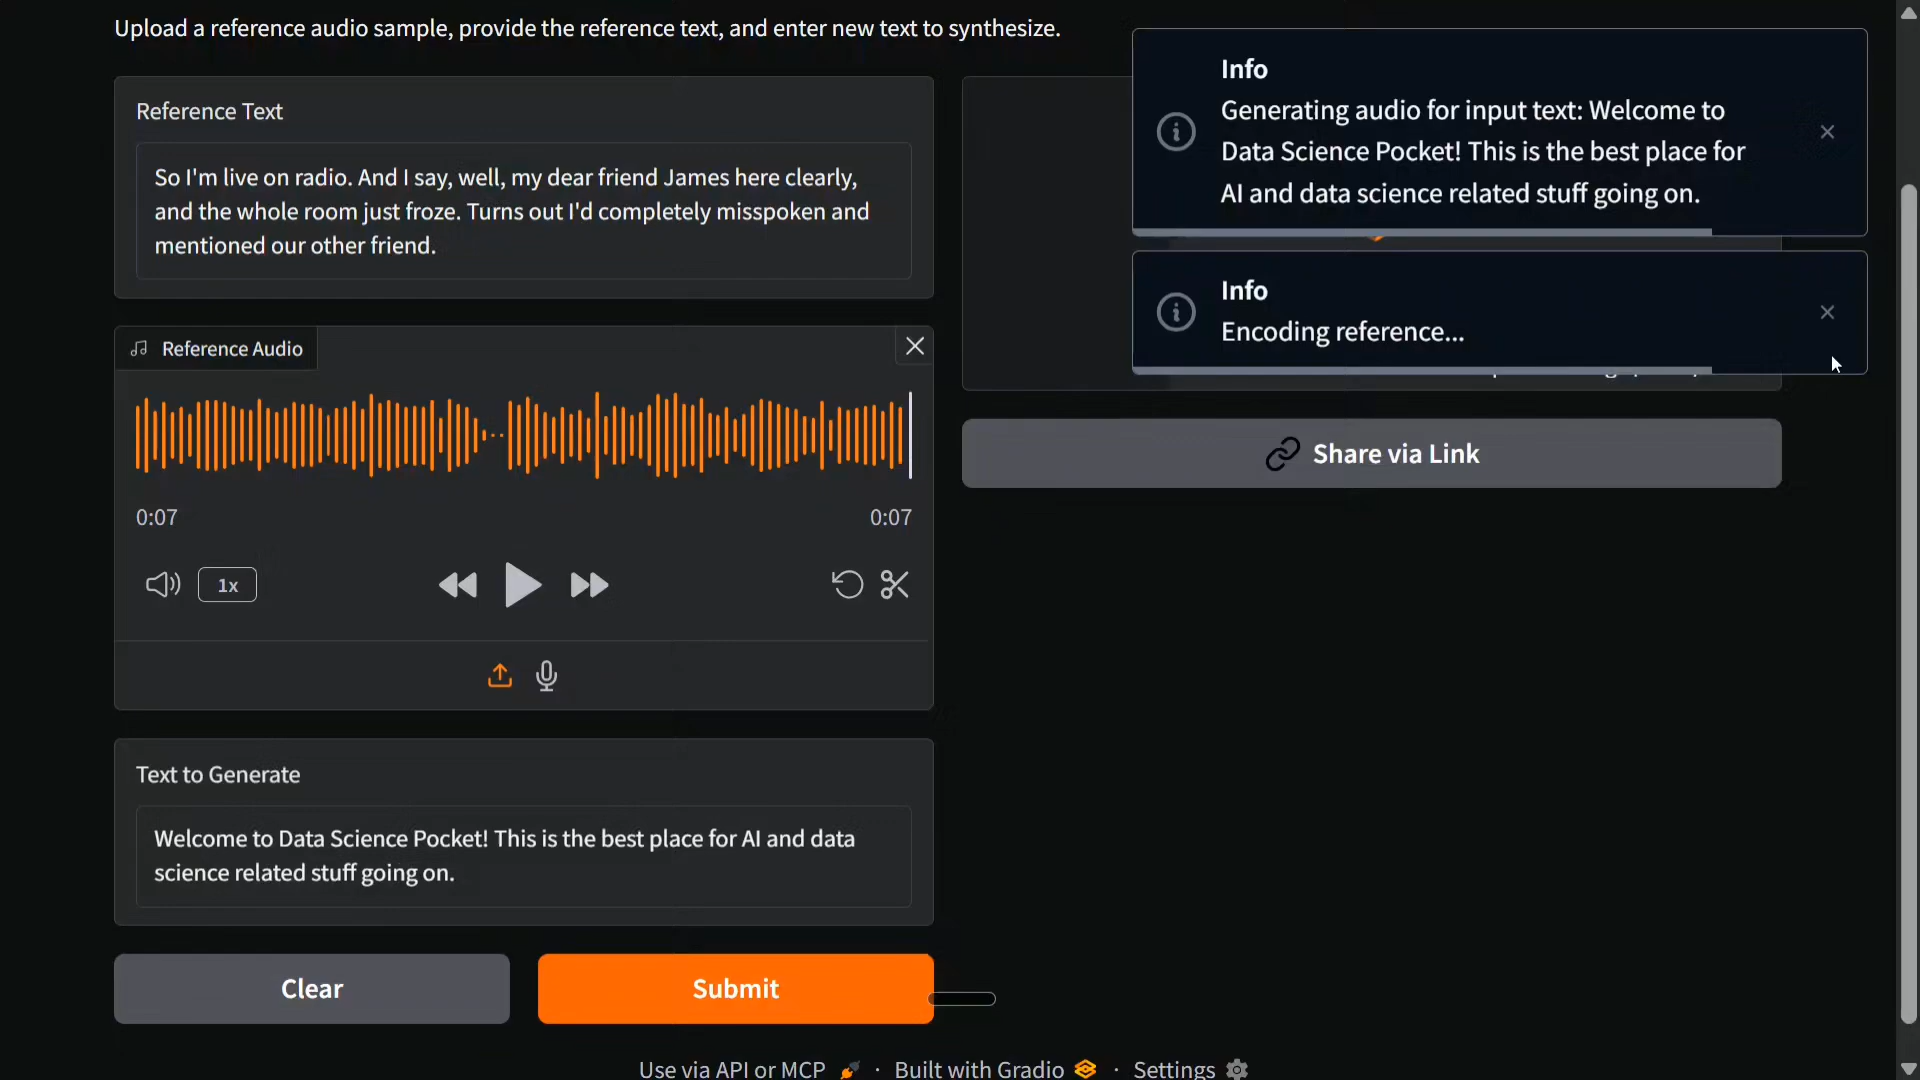 Upload a reference audio sample, provide the reference text, and enter new text to synthesize.
Reference Text
So I'm live on radio. And I say, well, my dear friend James here clearly,
and the whole room just froze. Turns out I'd completely misspoken and
mentioned our other friend.
Reference Audio
0:07
0:07
1x
Text to Generate
Welcome to Data Science Pocket! This is the best place for AI and data
science related stuff going on.
Clear
Submit
Info
Generating audio for input text: Welcome to
Data Science Pocket! This is the best place for
AI and data science related stuff going on.
Info
Encoding reference...
Share via Link
Use via API or MCP · Built with Gradio · Settings